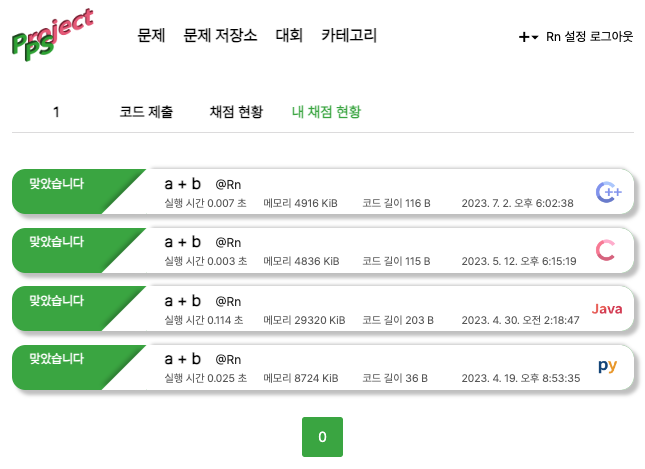 Project PPS
문제 문제 저장소 대회 카테고리 Rn 설정 로그아웃
1 코드 제출 채점 현황 내 채점 현황
맞았습니다 a + b @Rn C++
실행 시간 0.007 초 메모리 4916 KiB 코드 길이 116 B 2023. 7. 2. 오후 6:02:38
맞았습니다 a + b @Rn C
실행 시간 0.003 초 메모리 4836 KiB 코드 길이 115 B 2023. 5. 12. 오후 6:15:19
맞았습니다 a + b @Rn Java
실행 시간 0.114 초 메모리 29320 KiB 코드 길이 203 B 2023. 4. 30. 오전 2:18:47
맞았습니다 a + b @Rn py
실행 시간 0.025 초 메모리 8724 KiB 코드 길이 36 B 2023. 4. 19. 오후 8:53:35
0